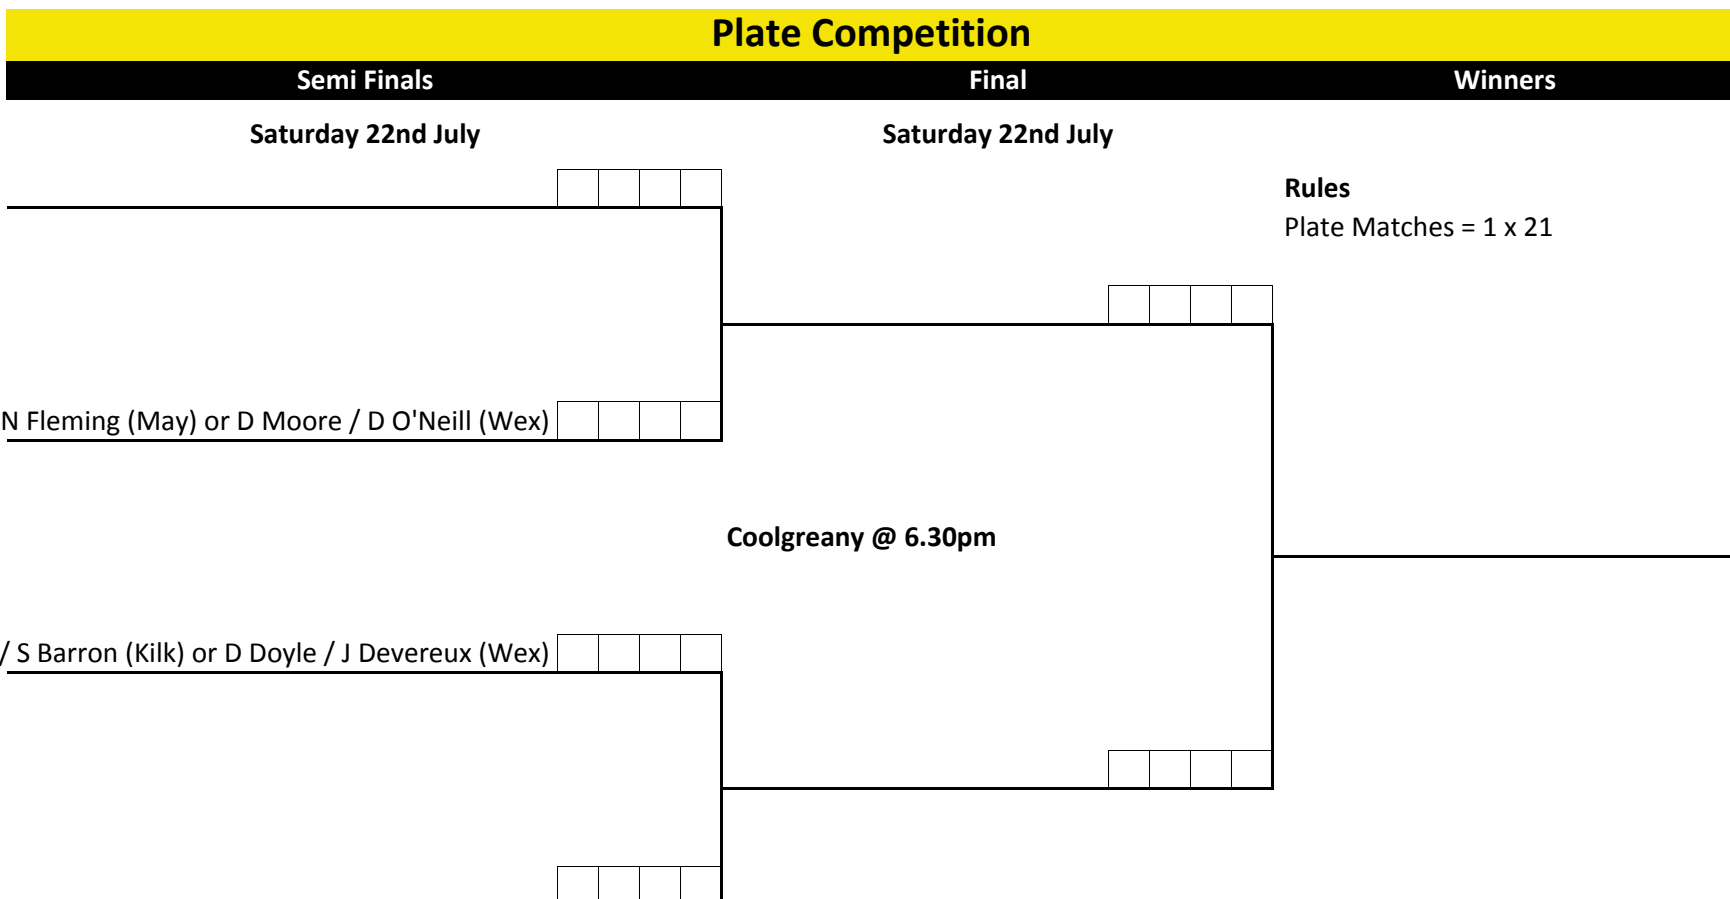 Plate Competition
Semi Finals Final Winners
Saturday 22nd July Saturday 22nd July
Rules
Plate Matches = 1 x 21
N Fleming (May) or D Moore / D O'Neill (Wex)
Coolgreany @ 6.30pm
/ S Barron (Kilk) or D Doyle / J Devereux (Wex)